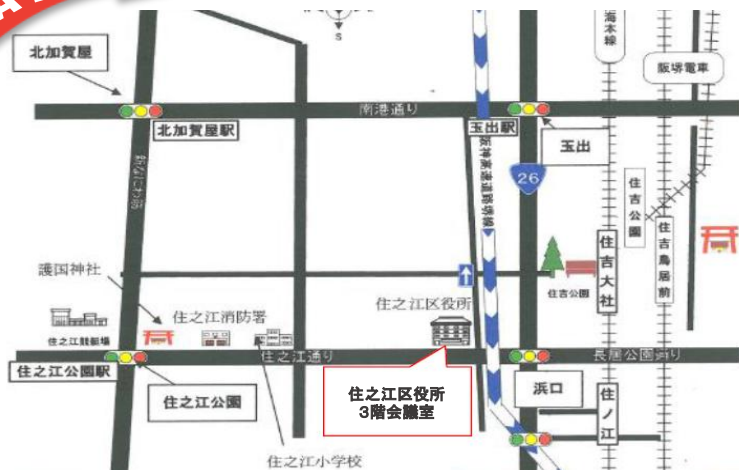 S
北加賀屋
海本線
阪堺電車
南港通り
北加賀屋駅
玉出駅
玉出
新なにわ筋
阪神高速道路堺線
26
住吉公園
住吉鳥居前
住吉大社
護国神社
住之江消防署
住之江区役所
住吉公園
住之江競艇場
住之江通り
長居公園通り
住之江公園駅
住之江公園
住之江区役所
3階会議室
浜口
住ノ江
住之江小学校